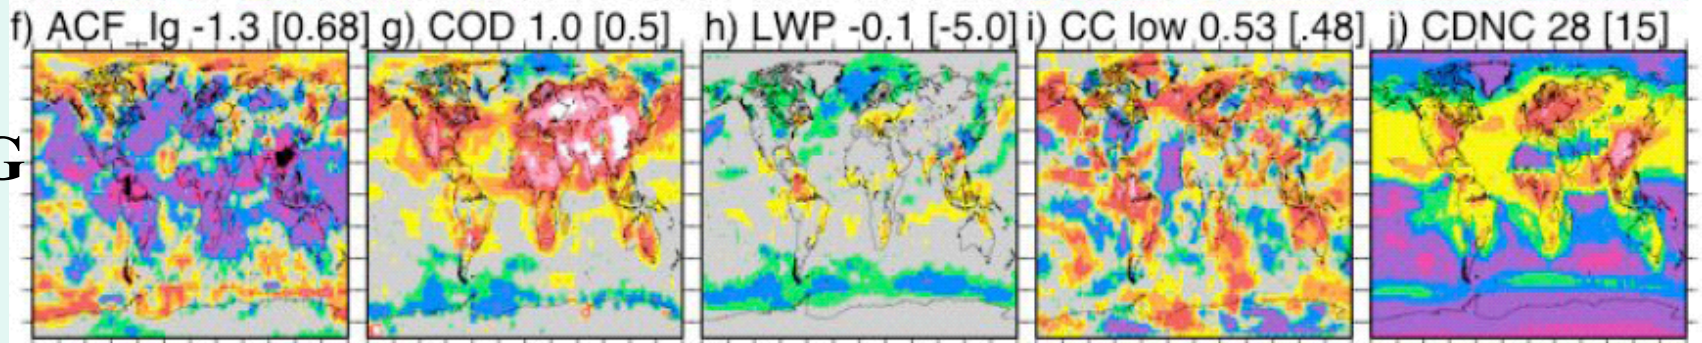 f) ACF_lg -1.3 [0.68] g) COD 1.0 [0.5] h) LWP -0.1 [-5.0] i) CC low 0.53 [.48] j) CDNC 28 [15]
G